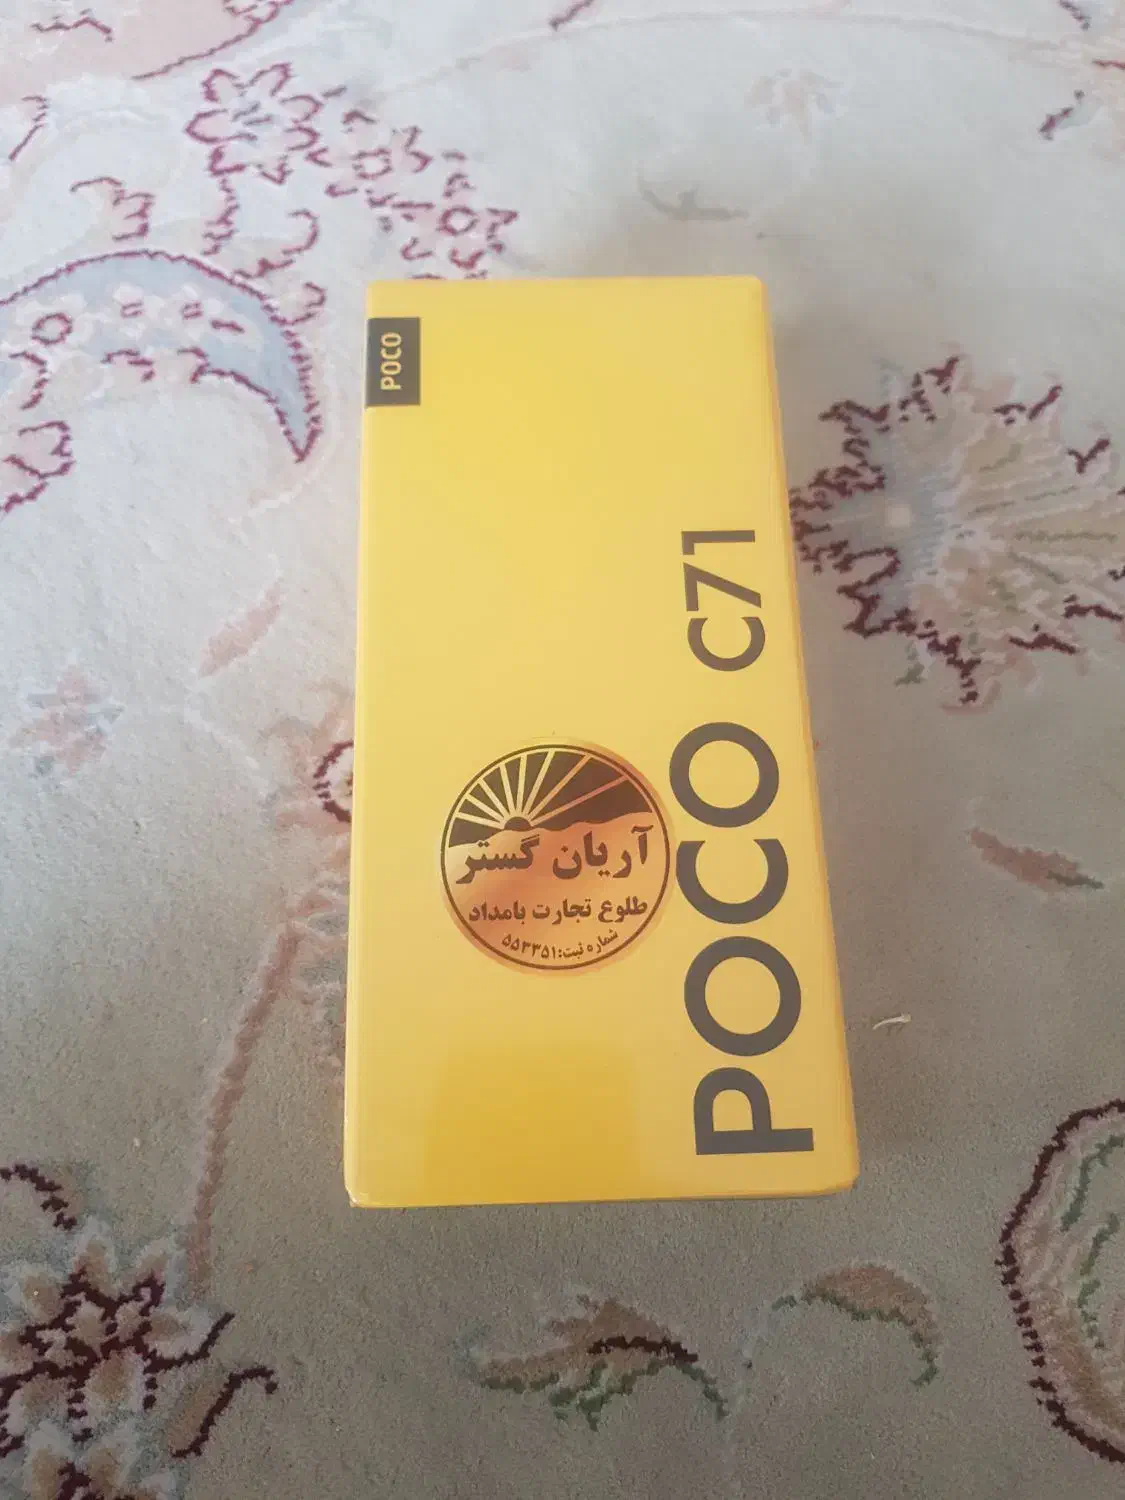 POCO
POCO C71
آریان گستر
طلوع تجارت بامداد
شماره ثبت: ۵۵۳۳۵۱